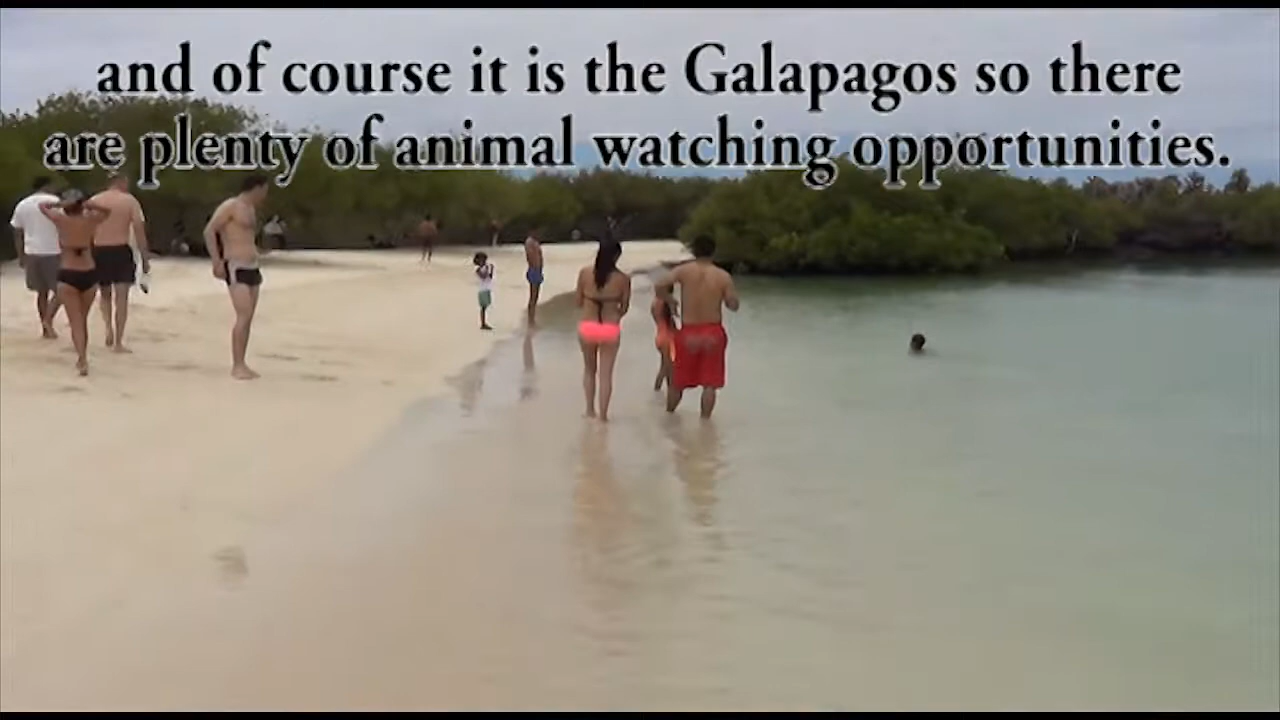 and of course it is the Galapagos so there
are plenty of animal watching opportunities.